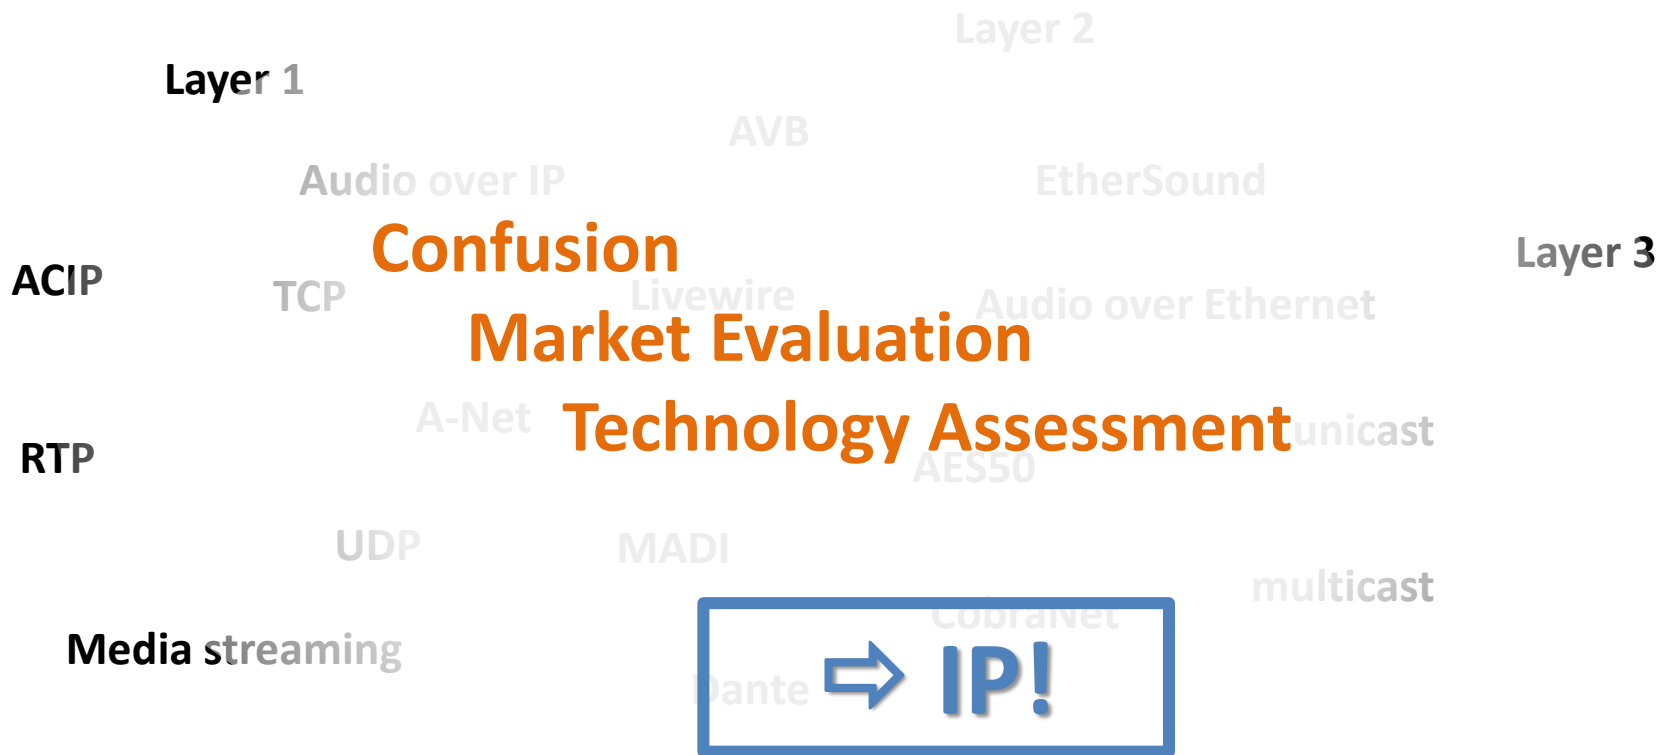 Layer 2
Layer 1
AVB
Audio over IP
EtherSound
Confusion
Layer 3
ACIP
TCP
Livewire
Audio over Ethernet
Market Evaluation
A-Net
Technology Assessment
unicast
RTP
AES50
UDP
MADI
multicast
CobraNet
Media streaming
Dante
⇨ IP!